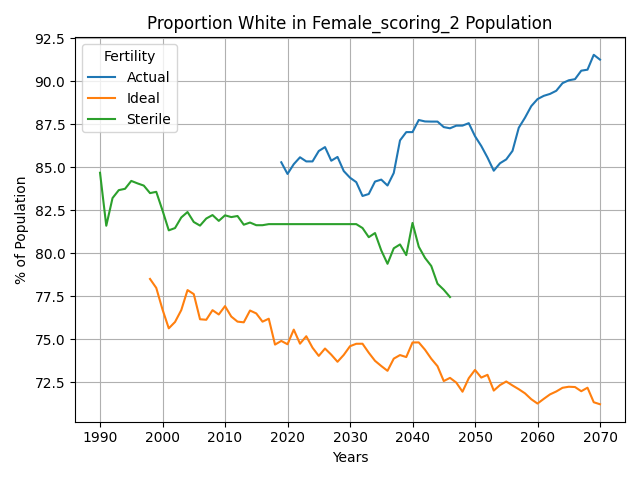 Proportion White in Female_scoring_2 Population
Fertility
Actual
Ideal
Sterile
% of Population
92.5
90.0
87.5
85.0
82.5
80.0
77.5
75.0
72.5
1990 2000 2010 2020 2030 2040 2050 2060 2070
Years